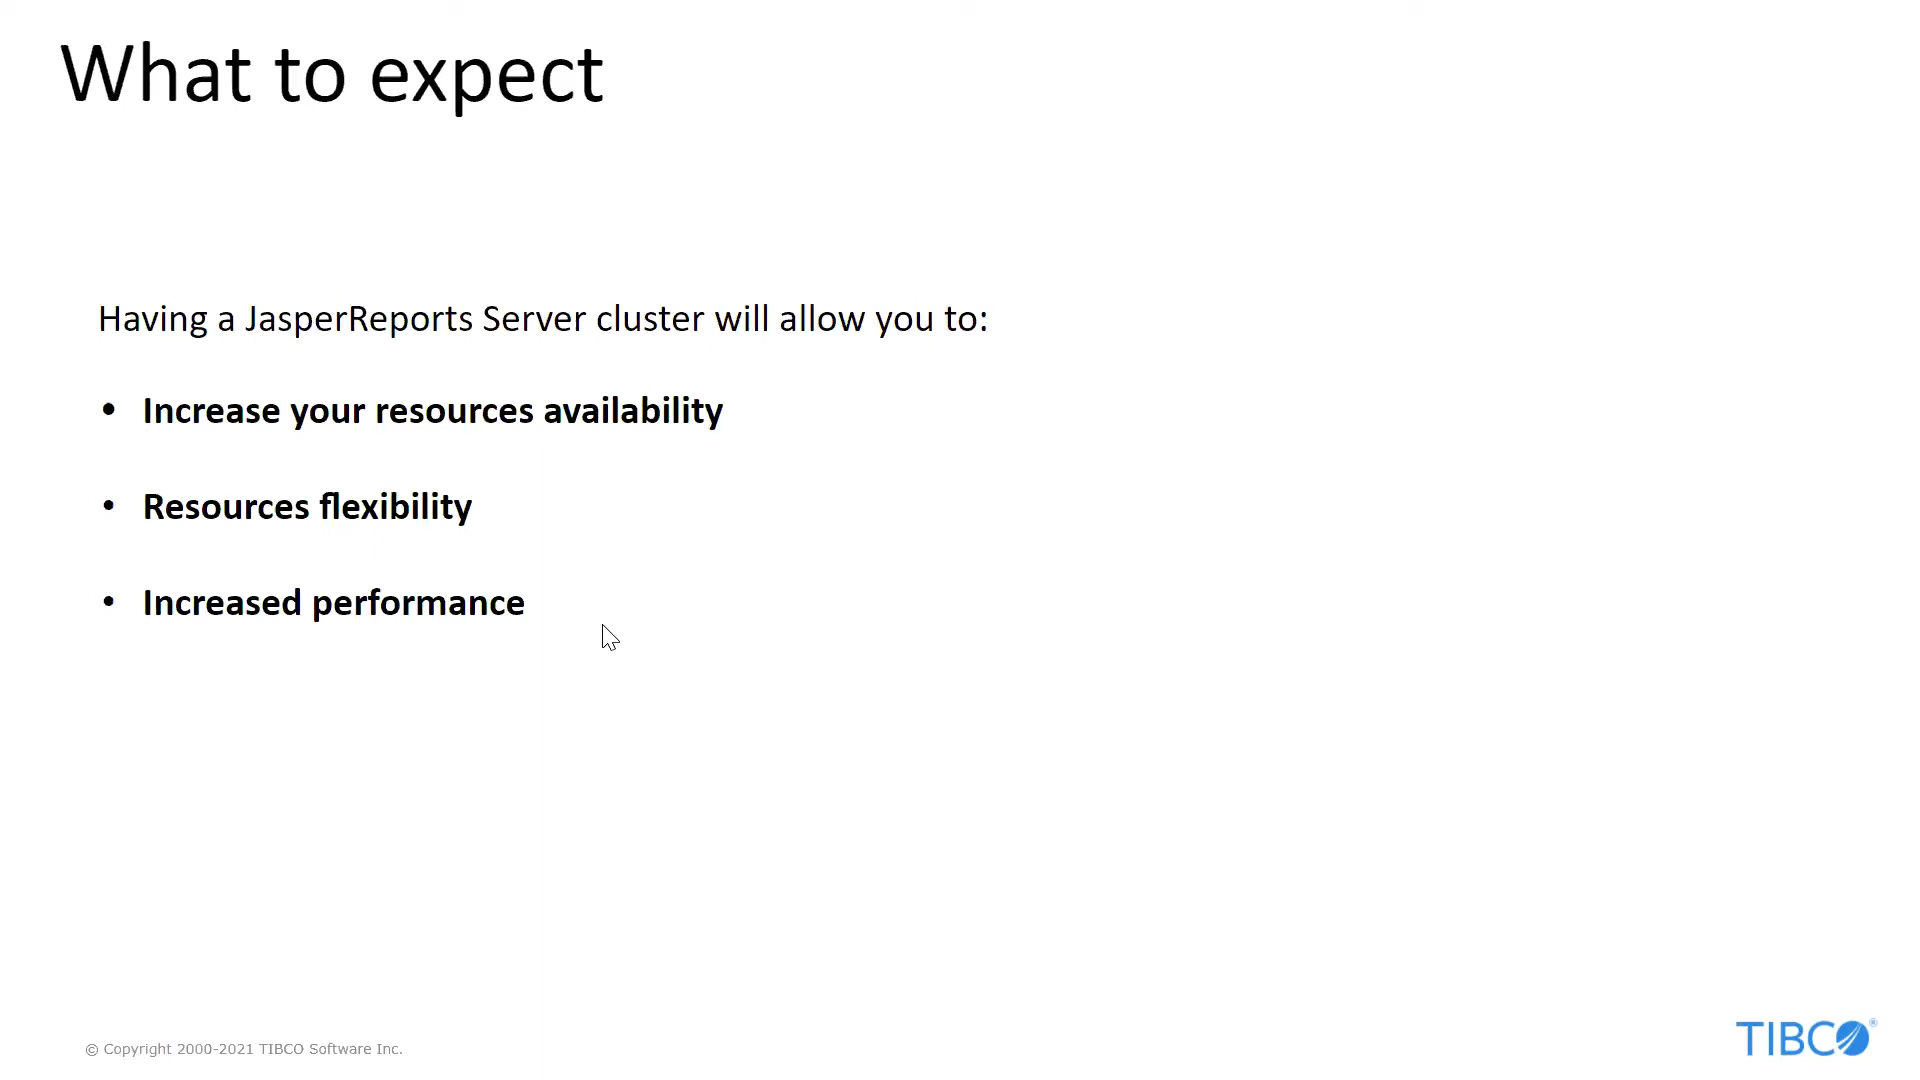 What to expect
Having a JasperReports Server cluster will allow you to:
• Increase your resources availability
• Resources flexibility
• Increased performance
© Copyright 2000-2021 TIBCO Software Inc.
TIBCO®